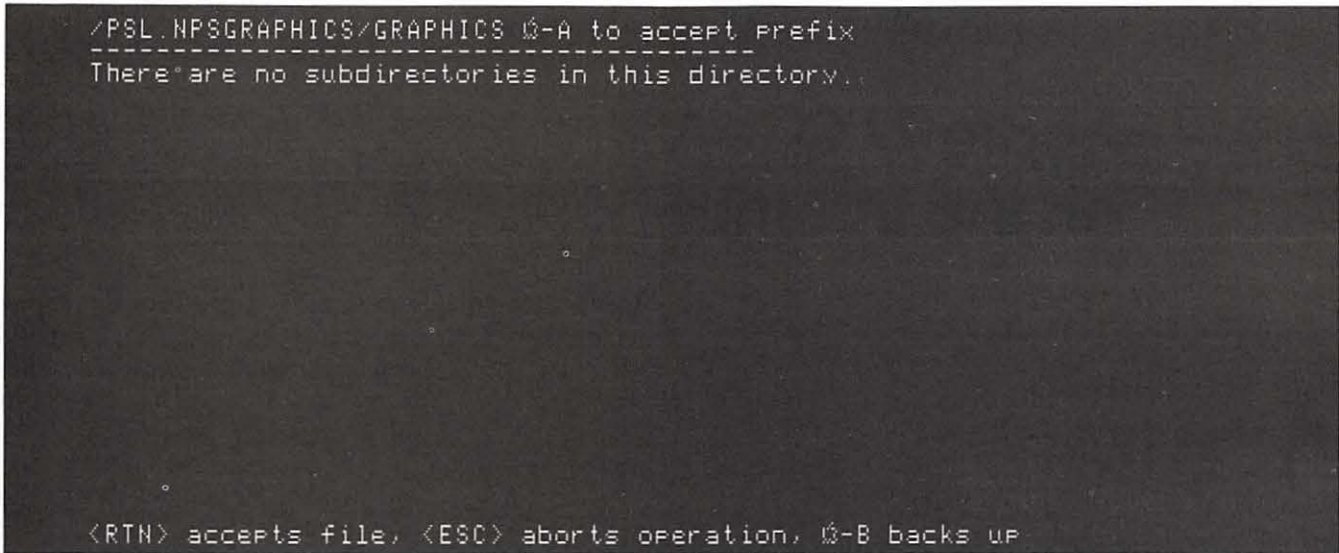 /PSL.NPSGRAPHICS/GRAPHICS -A to accept prefix
There are no subdirectories in this directory.
<RTN> accepts file, <ESC> aborts operation, -B backs up